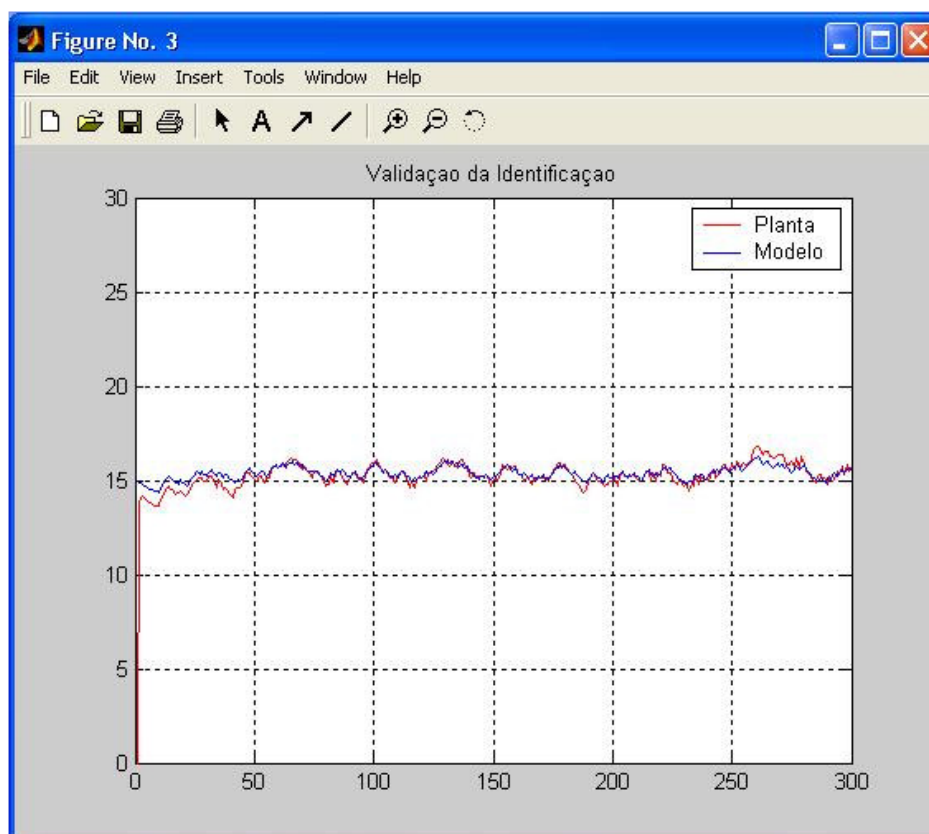 Figure No. 3
File Edit View Insert Tools Window Help
A
Validaçao da Identificaçao
30
25
20
15
10
5
0
Planta
Modelo
0 50 100 150 200 250 300